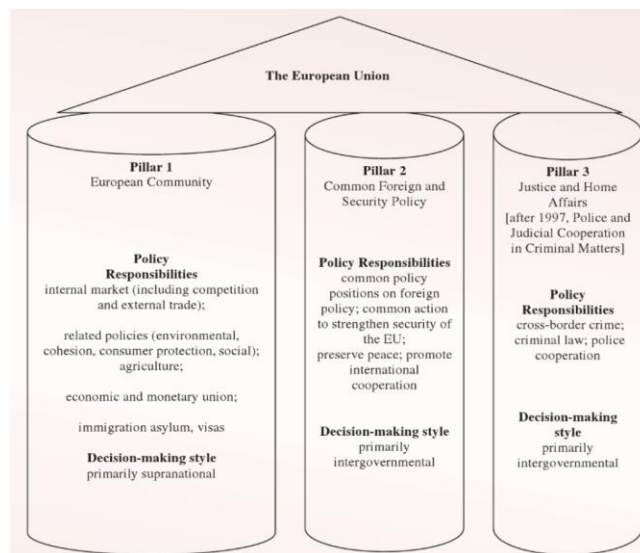 The European Union
Pillar 1
European Community
Policy
Responsibilities
internal market (including competition
and external trade);
related policies (environmental,
cohesion, consumer protection, social);
agriculture;
economic and monetary union;
immigration asylum, visas
Decision-making style
primarily supranational
Pillar 2
Common Foreign and
Security Policy
Policy Responsibilities
common policy
positions on foreign
policy; common action
to strengthen security of
the EU;
preserve peace; promote
international
cooperation
Decision-making style
primarily
intergovernmental
Pillar 3
Justice and Home
Affairs
[after 1997, Police and
Judicial Cooperation
in Criminal Matters]
Policy
Responsibilities
cross-border crime;
criminal law; police
cooperation
Decision-making
style
primarily
intergovernmental